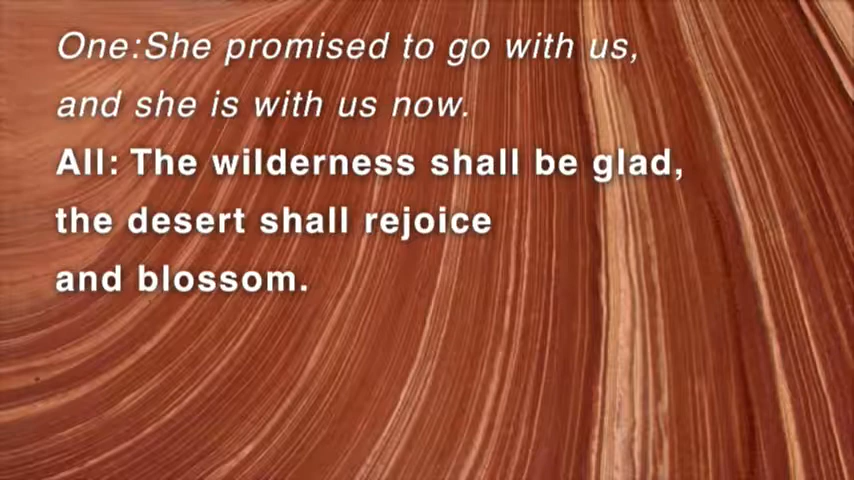 One:She promised to go with us,
and she is with us now.
All: The wilderness shall be glad,
the desert shall rejoice
and blossom.